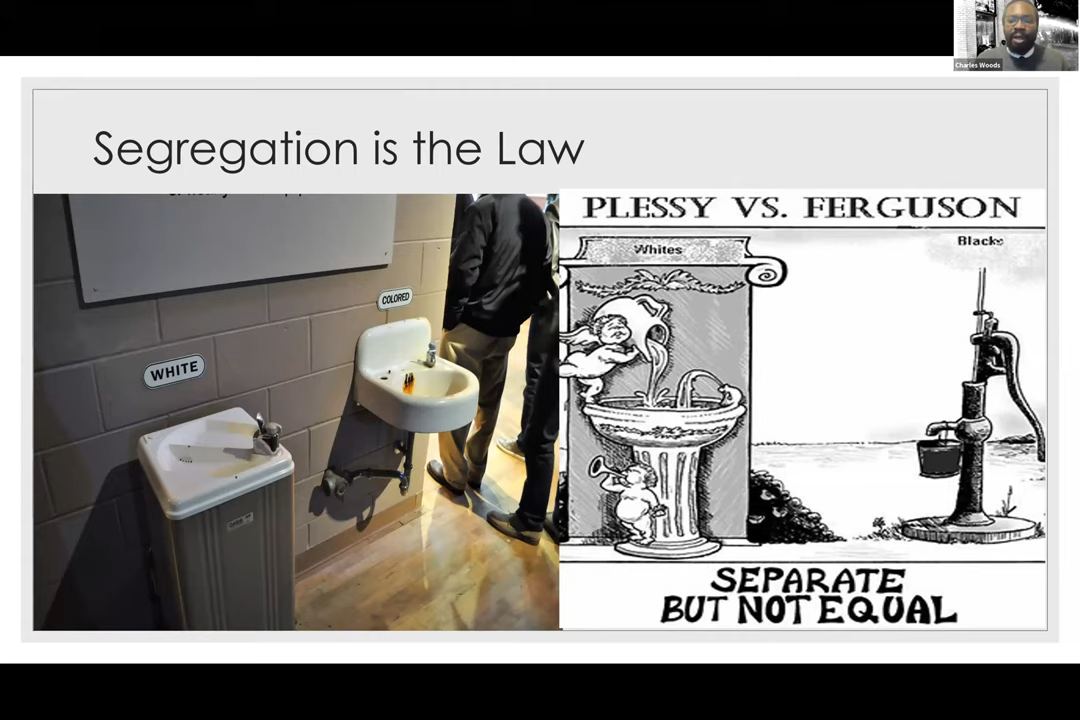 Charles Woods
Segregation is the Law
COLORED
WHITE
PLESSY VS. FERGUSON
Whites
Blacks
SEPARATE
BUT NOT EQUAL